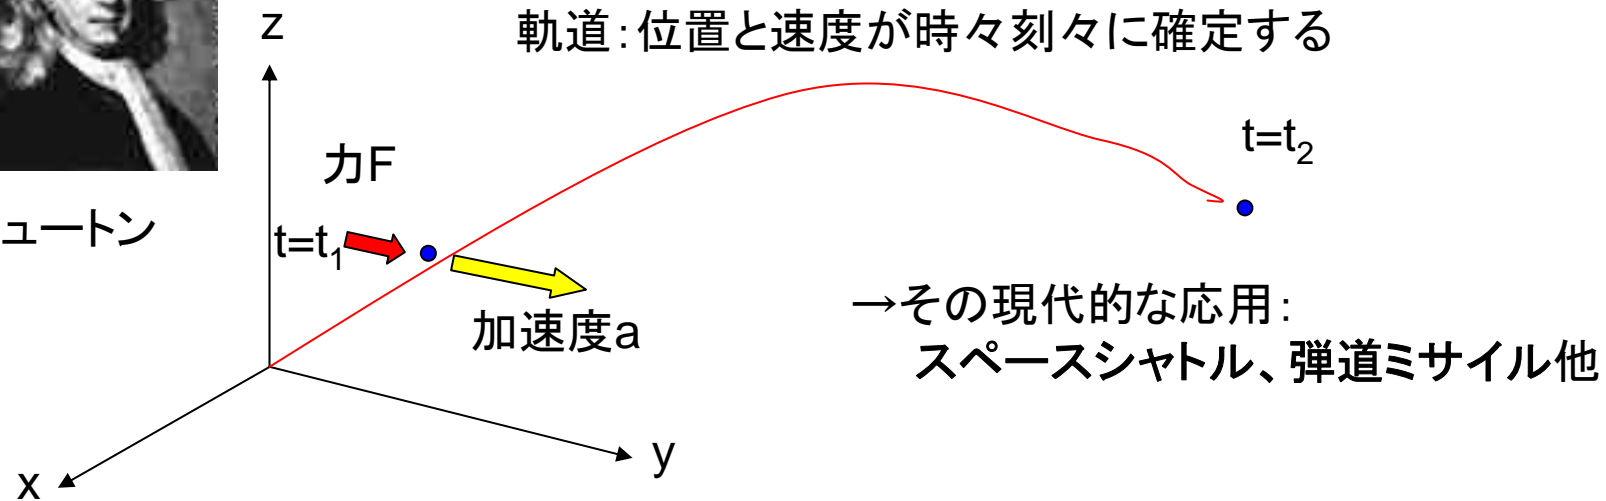 z
軌道：位置と速度が時々刻々に確定する
t=t2
力F
ュートン
t=t1
加速度a
→その現代的な応用：
スペースシャトル、弾道ミサイル他
y
x